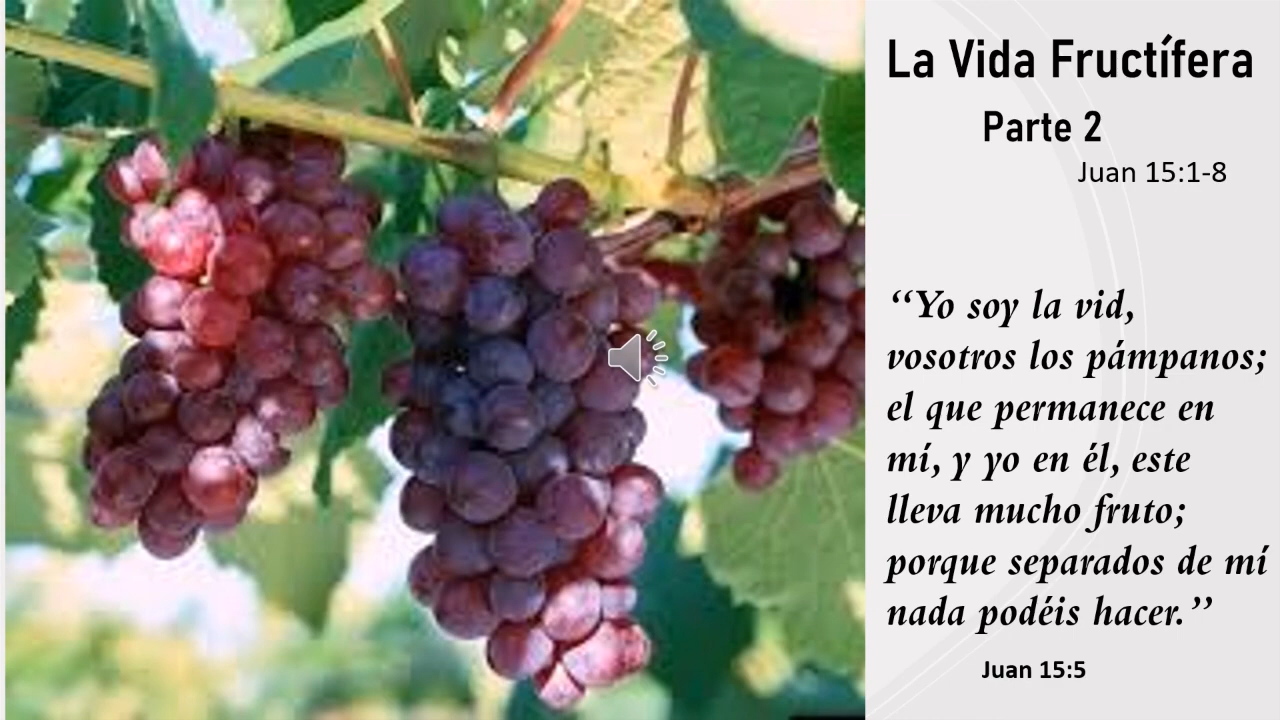 La Vida Fructífera
Parte 2
Juan 15:1-8
“Yo soy la vid,
vosotros los pámpanos;
el que permanece en
mí, y yo en él, este
lleva mucho fruto;
porque separados de mí
nada podéis hacer.”
Juan 15:5